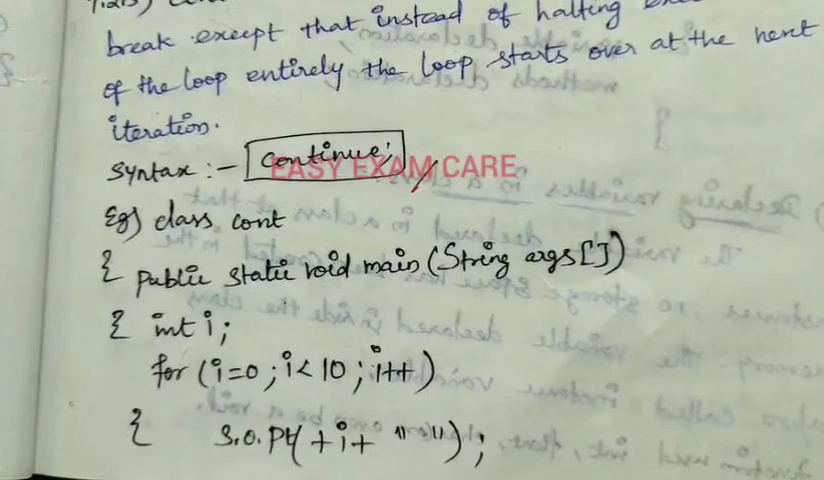 break except that instead of halting
of the loop entirely the loop starts over at the next
iteration.
Syntax :- continue;
EASY EXAM CARE
Eg) class cont
{ public static void main (String args[])
{ int i;
for (i=0 ; i<10 ; i++)
{ S.O.P( +i+ " ") ;